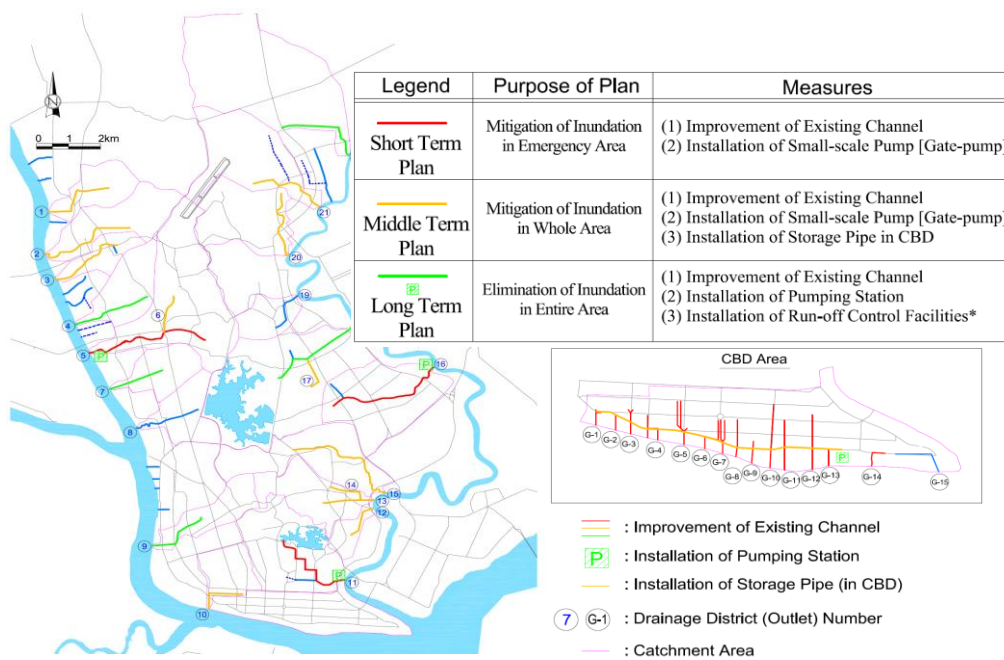 N
0 1 2km
Legend
Purpose of Plan
Measures
Short Term
Plan
Mitigation of Inundation
in Emergency Area
(1) Improvement of Existing Channel
(2) Installation of Small-scale Pump [Gate-pump]
Middle Term
Plan
Mitigation of Inundation
in Whole Area
(1) Improvement of Existing Channel
(2) Installation of Small-scale Pump [Gate-pump]
(3) Installation of Storage Pipe in CBD
P
Long Term
Plan
Elimination of Inundation
in Entire Area
(1) Improvement of Existing Channel
(2) Installation of Pumping Station
(3) Installation of Run-off Control Facilities*
1
21
2
20
3
19
4
6
5
P
P
16
7
17
8
14
15
13
12
9
P
11
10
CBD Area
G-1
G-2
G-3
G-4
G-5
G-6
G-7
G-8
G-9
G-10
G-11
G-12
G-13
P
G-14
G-15
: Improvement of Existing Channel
P : Installation of Pumping Station
: Installation of Storage Pipe (in CBD)
7 G-1 : Drainage District (Outlet) Number
: Catchment Area